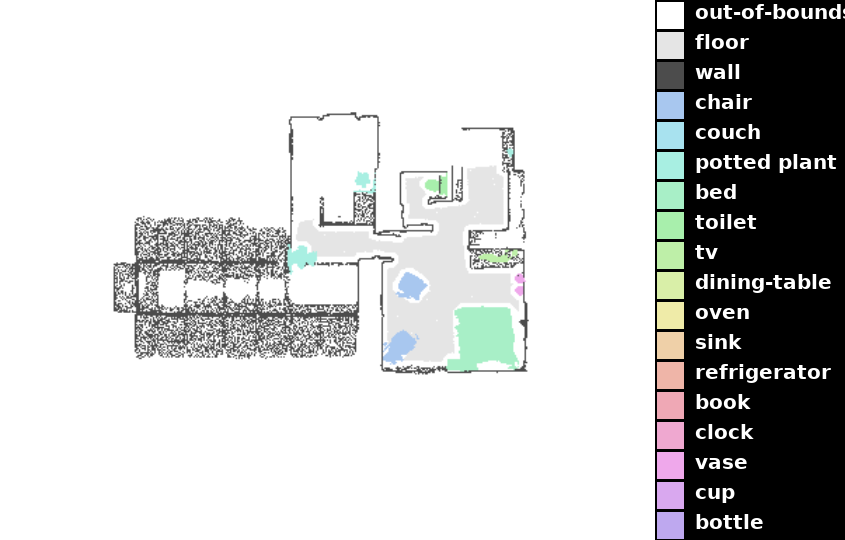 out-of-bounds
floor
wall
chair
couch
potted plant
bed
toilet
tv
dining-table
oven
sink
refrigerator
book
clock
vase
cup
bottle